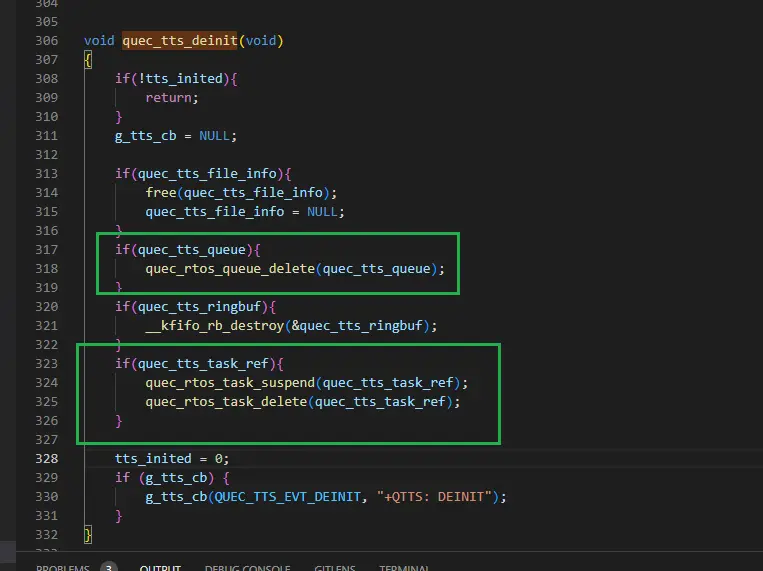 304
305
306 void quec_tts_deinit(void)
307 {
308 if(!tts_inited){
309 return;
310 }
311 g_tts_cb = NULL;
312
313 if(quec_tts_file_info){
314 free(quec_tts_file_info);
315 quec_tts_file_info = NULL;
316 }
317 if(quec_tts_queue){
318 quec_rtos_queue_delete(quec_tts_queue);
319 }
320 if(quec_tts_ringbuf){
321 __kfifo_rb_destroy(&quec_tts_ringbuf);
322 }
323 if(quec_tts_task_ref){
324 quec_rtos_task_suspend(quec_tts_task_ref);
325 quec_rtos_task_delete(quec_tts_task_ref);
326 }
327
328 tts_inited = 0;
329 if (g_tts_cb) {
330 g_tts_cb(QUEC_TTS_EVT_DEINIT, "+QTTS: DEINIT");
331 }
332 }
333
PROBLEMS 3 OUTPUT DEBUG CONSOLE GITLENS TERMINAL